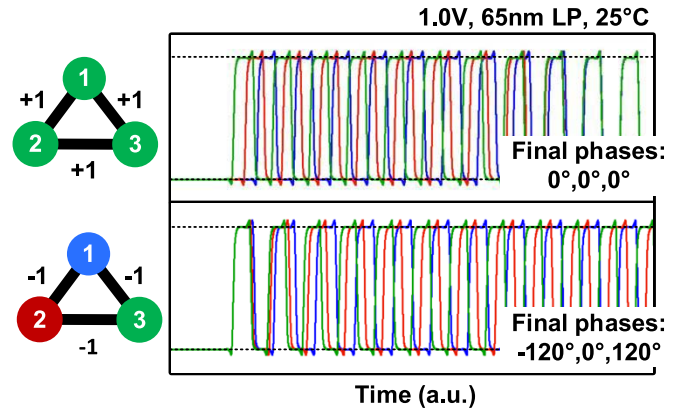 1.0V, 65nm LP, 25°C
1
+1 +1
2 3
+1
Final phases:
0°,0°,0°
1
-1 -1
2 3
-1
Final phases:
-120°,0°,120°
Time (a.u.)